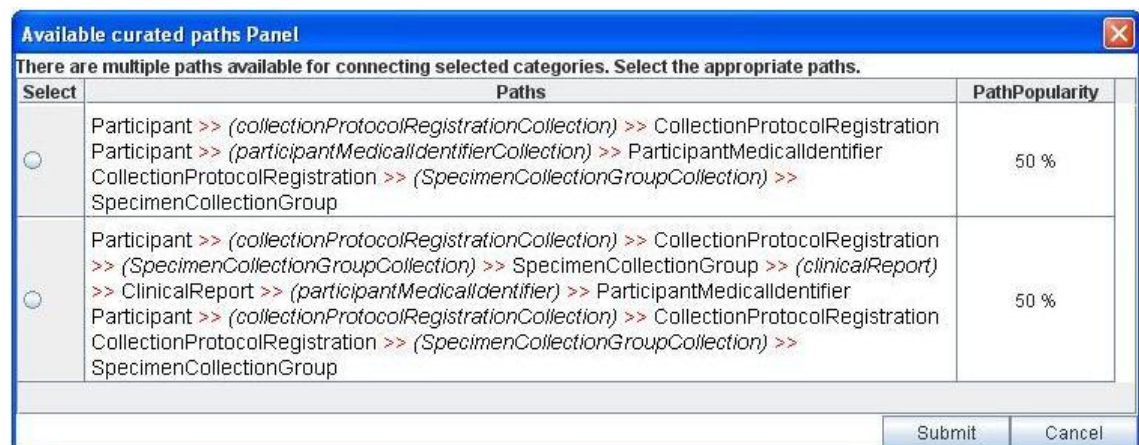 Available curated paths Panel
There are multiple paths available for connecting selected categories. Select the appropriate paths.
Select Paths PathPopularity
Participant >> (collectionProtocolRegistrationCollection) >> CollectionProtocolRegistration
Participant >> (participantMedicalIdentifierCollection) >> ParticipantMedicalIdentifier
CollectionProtocolRegistration >> (SpecimenCollectionGroupCollection) >>
SpecimenCollectionGroup
50 %
Participant >> (collectionProtocolRegistrationCollection) >> CollectionProtocolRegistration
>> (SpecimenCollectionGroupCollection) >> SpecimenCollectionGroup >> (clinicalReport)
>> ClinicalReport >> (participantMedicalIdentifier) >> ParticipantMedicalIdentifier
Participant >> (collectionProtocolRegistrationCollection) >> CollectionProtocolRegistration
CollectionProtocolRegistration >> (SpecimenCollectionGroupCollection) >>
SpecimenCollectionGroup
50 %
Submit Cancel